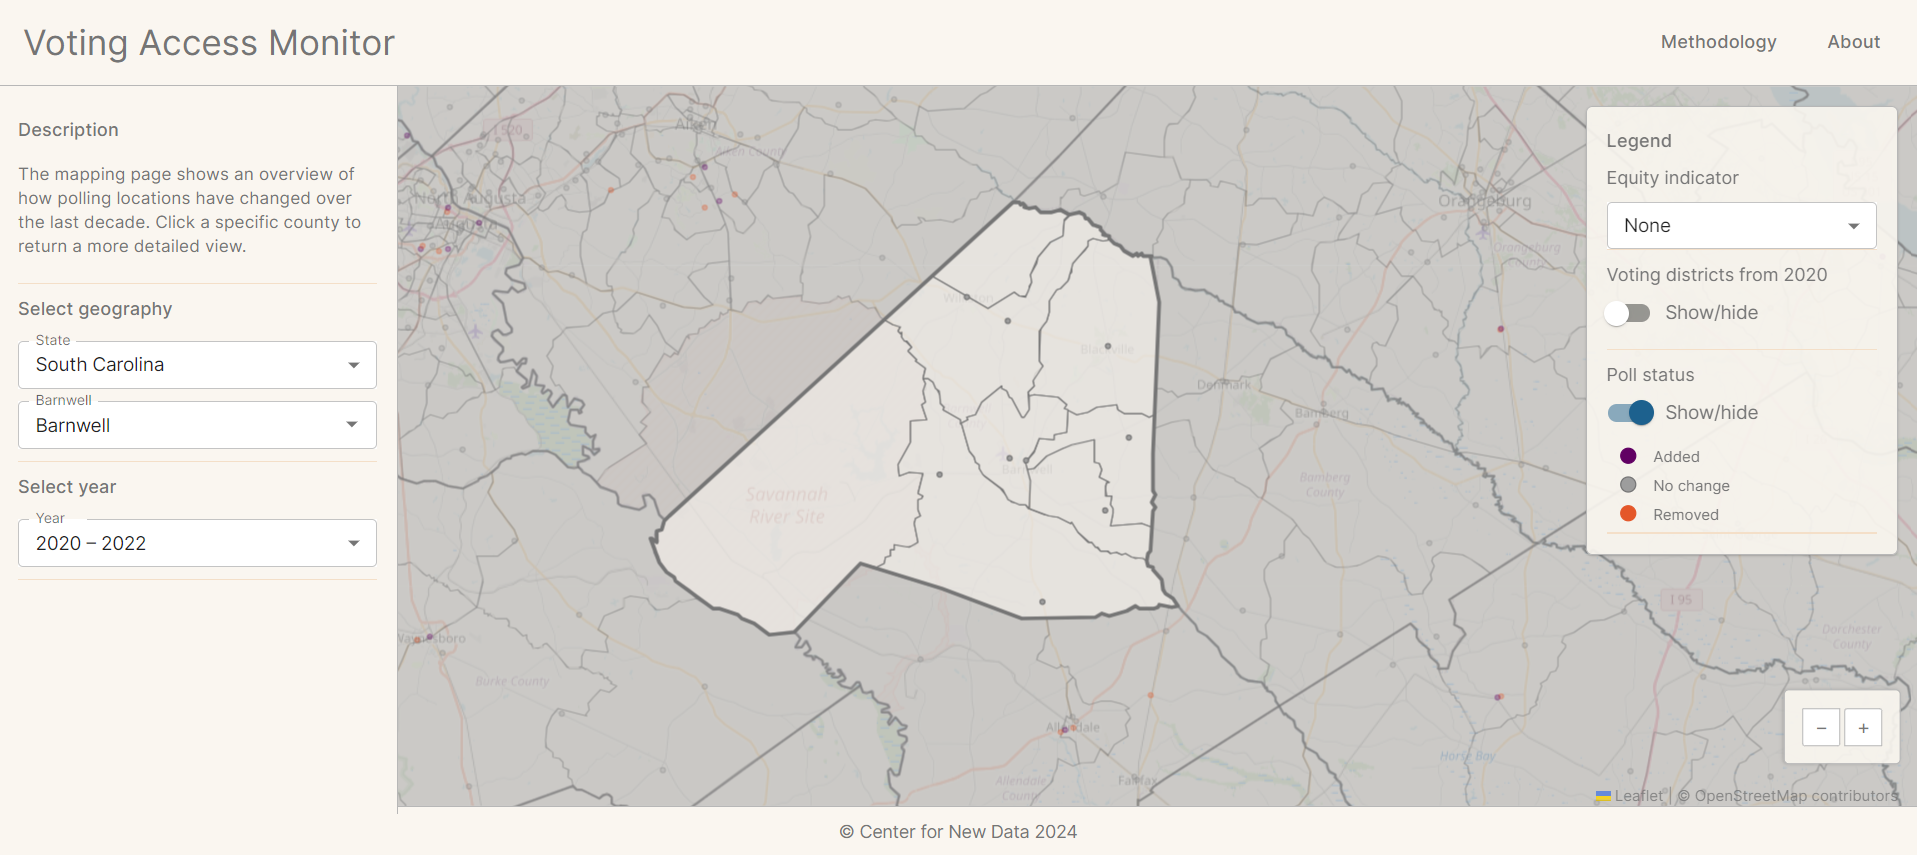 Voting Access Monitor
Methodology
About
Description
The mapping page shows an overview of
how polling locations have changed over
the last decade. Click a specific county to
return a more detailed view.
Select geography
State
South Carolina
Barnwell
Barnwell
Select year
Year
2020 – 2022
I 520
Aiken
Aiken County
North Augusta
Augusta
Orangeburg
Orangeburg
County
Williston
Blackville
Denmark
Bamberg
Barnwell
Savannah
River Site
Bamberg
County
I 95
Dorchester
County
Waynesboro
Burke County
Allendale
Horse Bay
Allendale
County
Fairfax
Legend
Equity indicator
None
Voting districts from 2020
Show/hide
Poll status
Show/hide
Added
No change
Removed
−
+
Leaflet | © OpenStreetMap contributors
© Center for New Data 2024